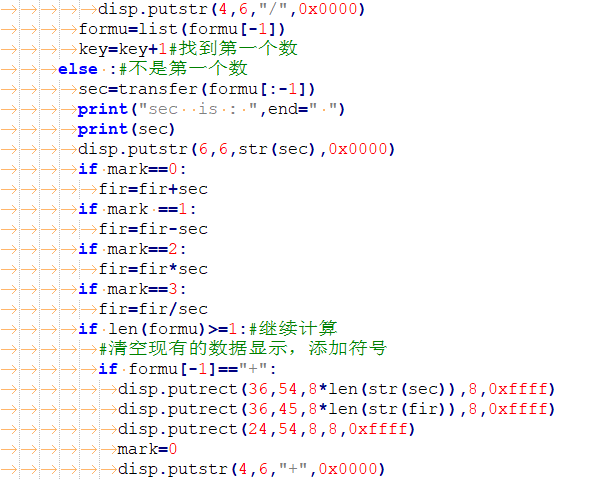 disp.putstr(4,6,"/",0x0000)
formu=list(formu[-1])
key=key+1#找到第一个数
else :#不是第一个数
sec=transfer(formu[:-1])
print("sec  is : ",end=" ")
print(sec)
disp.putstr(6,6,str(sec),0x0000)
if mark==0:
fir=fir+sec
if mark ==1:
fir=fir-sec
if mark==2:
fir=fir*sec
if mark==3:
fir=fir/sec
if len(formu)>=1:#继续计算
#清空现有的数据显示，添加符号
if formu[-1]=="+":
disp.putrect(36,54,8*len(str(sec)),8,0xffff)
disp.putrect(36,45,8*len(str(fir)),8,0xffff)
disp.putrect(24,54,8,8,0xffff)
mark=0
disp.putstr(4,6,"+",0x0000)